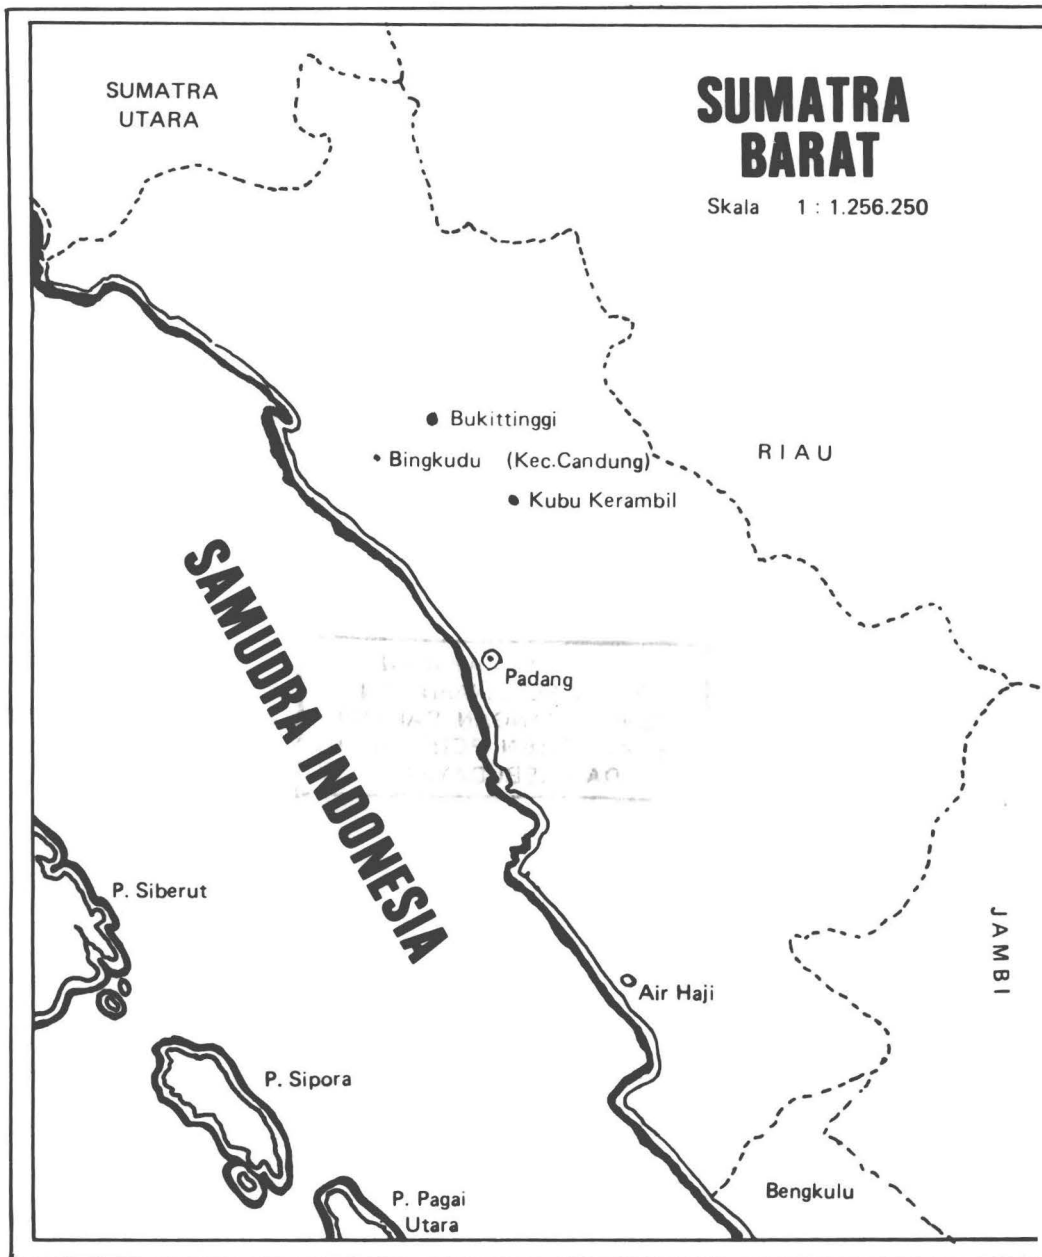 SUMATRA
UTARA
SUMATRA
BARAT
Skala 1 : 1.256.250
Bukittinggi
Bingkudu (Kec.Candung)
Kubu Kerambil
RIAU
SAMUDRA INDONESIA
Padang
P. Siberut
JAMBI
Air Haji
P. Sipora
P. Pagai
Utara
Bengkulu